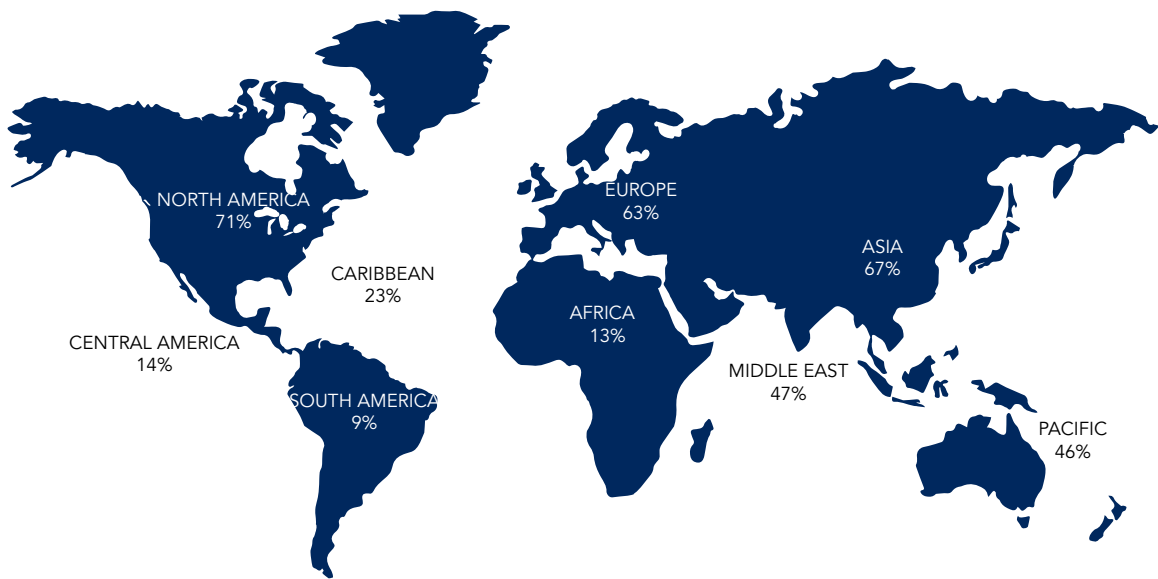 NORTH AMERICA
71%
EUROPE
63%
ASIA
67%
CARIBBEAN
23%
AFRICA
13%
CENTRAL AMERICA
14%
MIDDLE EAST
47%
SOUTH AMERICA
9%
PACIFIC
46%